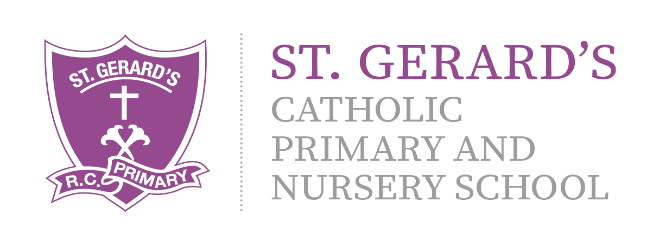 ST. GERARD'S
R.C. PRIMARY
ST. GERARD'S
CATHOLIC
PRIMARY AND
NURSERY SCHOOL